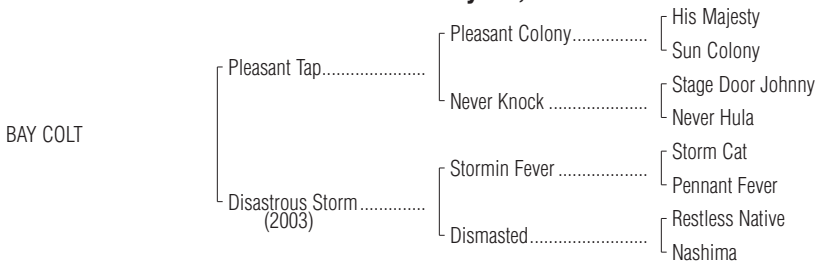 His Majesty
Pleasant Colony................
Sun Colony
Pleasant Tap......................
Stage Door Johnny
Never Knock .....................
Never Hula
BAY COLT
Storm Cat
Stormin Fever ...................
Pennant Fever
Disastrous Storm..............
(2003)
Restless Native
Dismasted.........................
Nashima